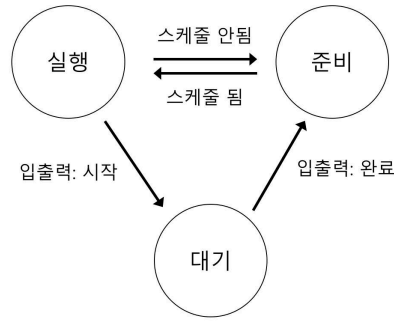 스케줄 안됨
실행
준비
스케줄 됨
입출력: 시작
입출력: 완료
대기